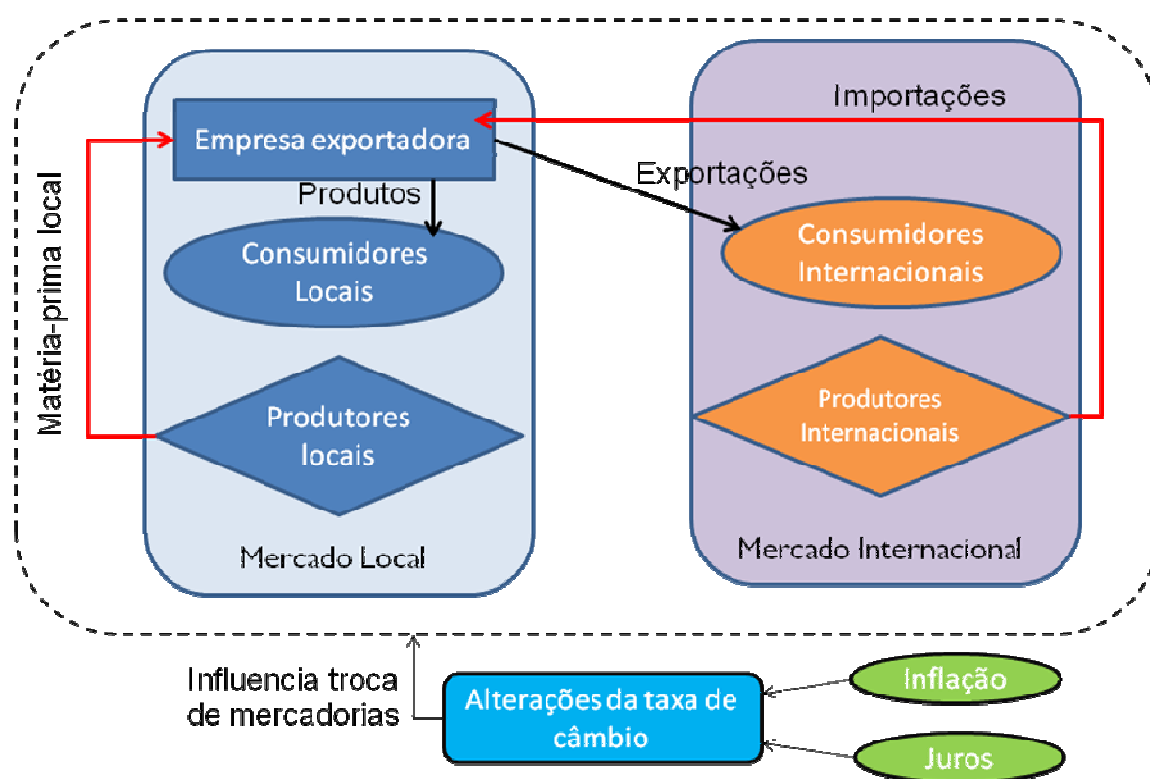 Importações
Empresa exportadora
Exportações
Produtos
Consumidores
Locais
Consumidores
Internacionais
Matéria-prima local
Produtores
locais
Produtores
Internacionais
Mercado Local
Mercado Internacional
Influencia troca
de mercadorias
Alterações da taxa de
câmbio
Inflação
Juros